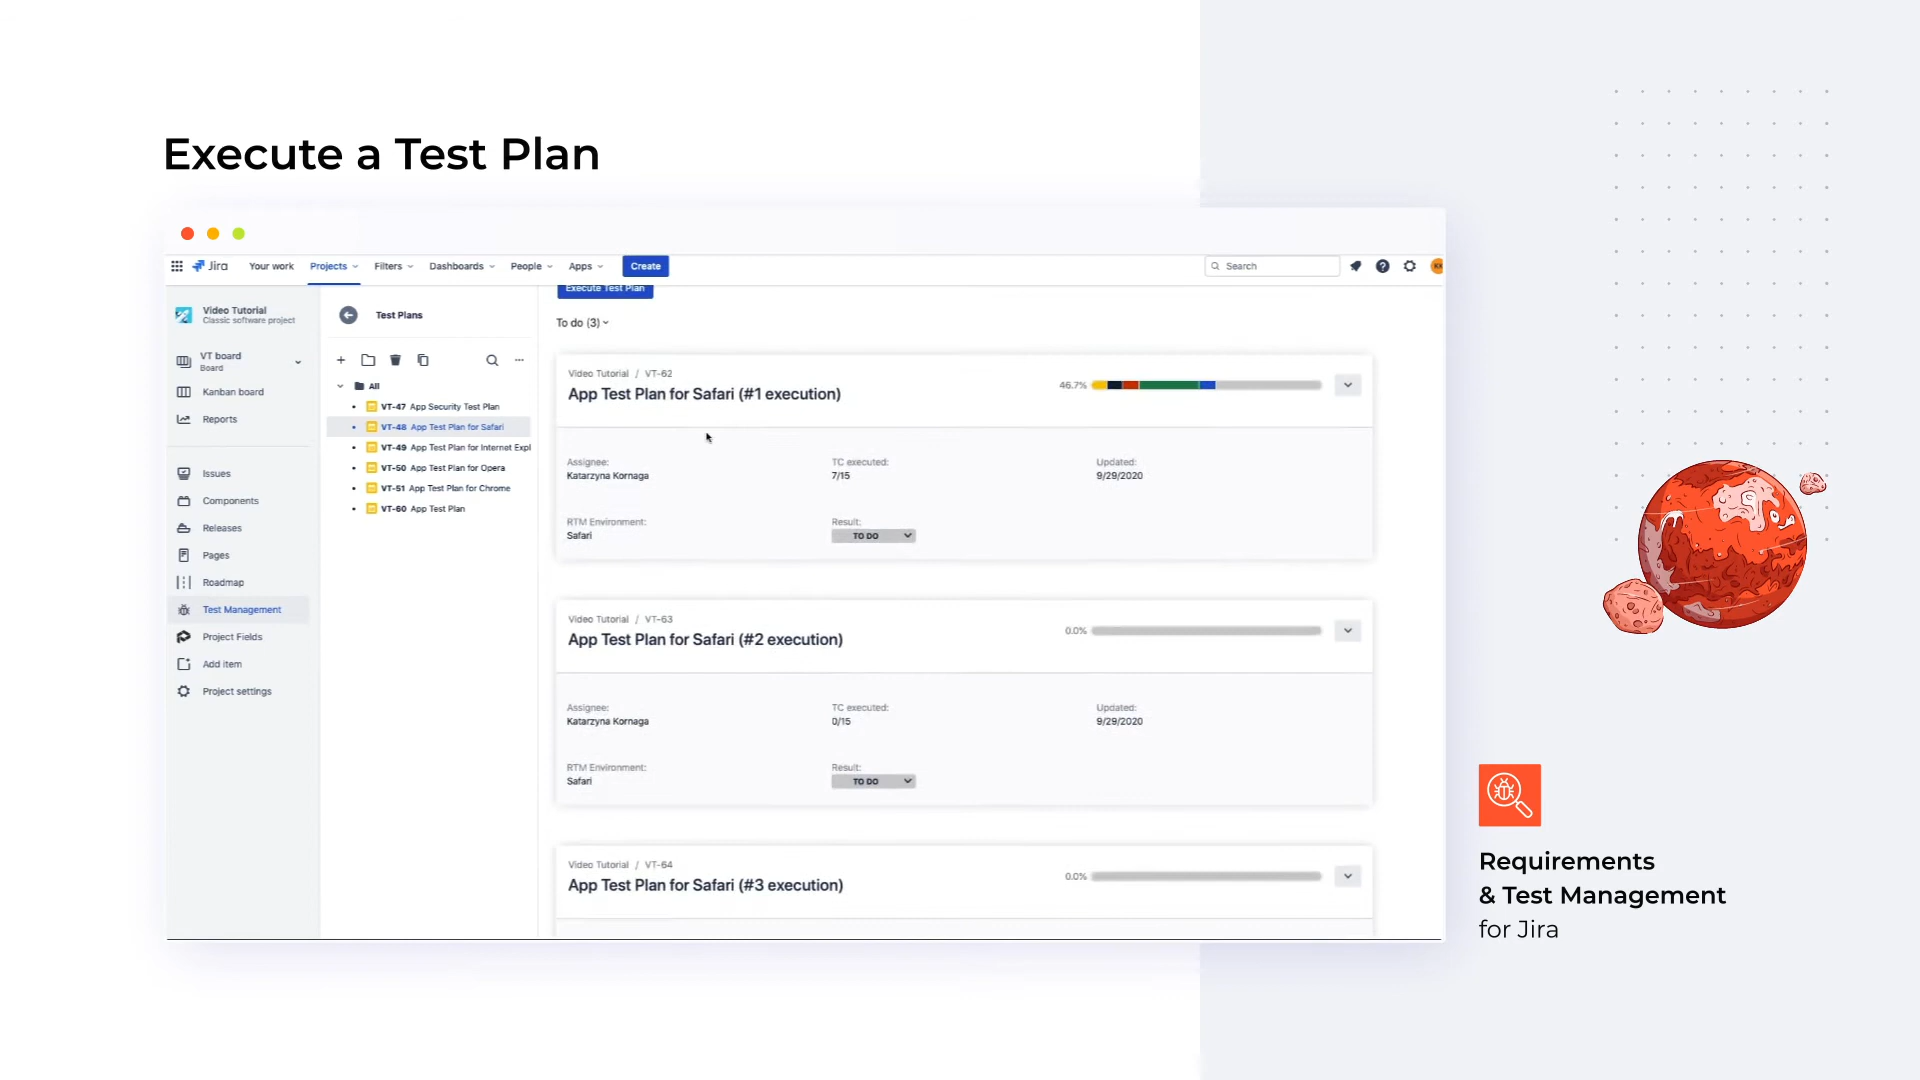 Execute a Test Plan
Jira Your work Projects Filters Dashboards People Apps Create Search
Video Tutorial
Classic software project
VT board
Board
Kanban board
Reports
Issues
Components
Releases
Pages
Roadmap
Test Management
Project Fields
Add item
Project settings
Test Plans
All
VT-47 App Security Test Plan
VT-48 App Test Plan for Safari
VT-49 App Test Plan for Internet Expl
VT-50 App Test Plan for Opera
VT-51 App Test Plan for Chrome
VT-60 App Test Plan
Execute Test Plan
To do (3)
Video Tutorial / VT-62
App Test Plan for Safari (#1 execution)
46.7%
Assignee: TC executed: Updated:
Katarzyna Kornaga 7/15 9/29/2020
RTM Environment: Result:
Safari TO DO
Video Tutorial / VT-63
App Test Plan for Safari (#2 execution)
0.0%
Assignee: TC executed: Updated:
Katarzyna Kornaga 0/15 9/29/2020
RTM Environment: Result:
Safari TO DO
Video Tutorial / VT-64
App Test Plan for Safari (#3 execution)
0.0%
Requirements
& Test Management
for Jira